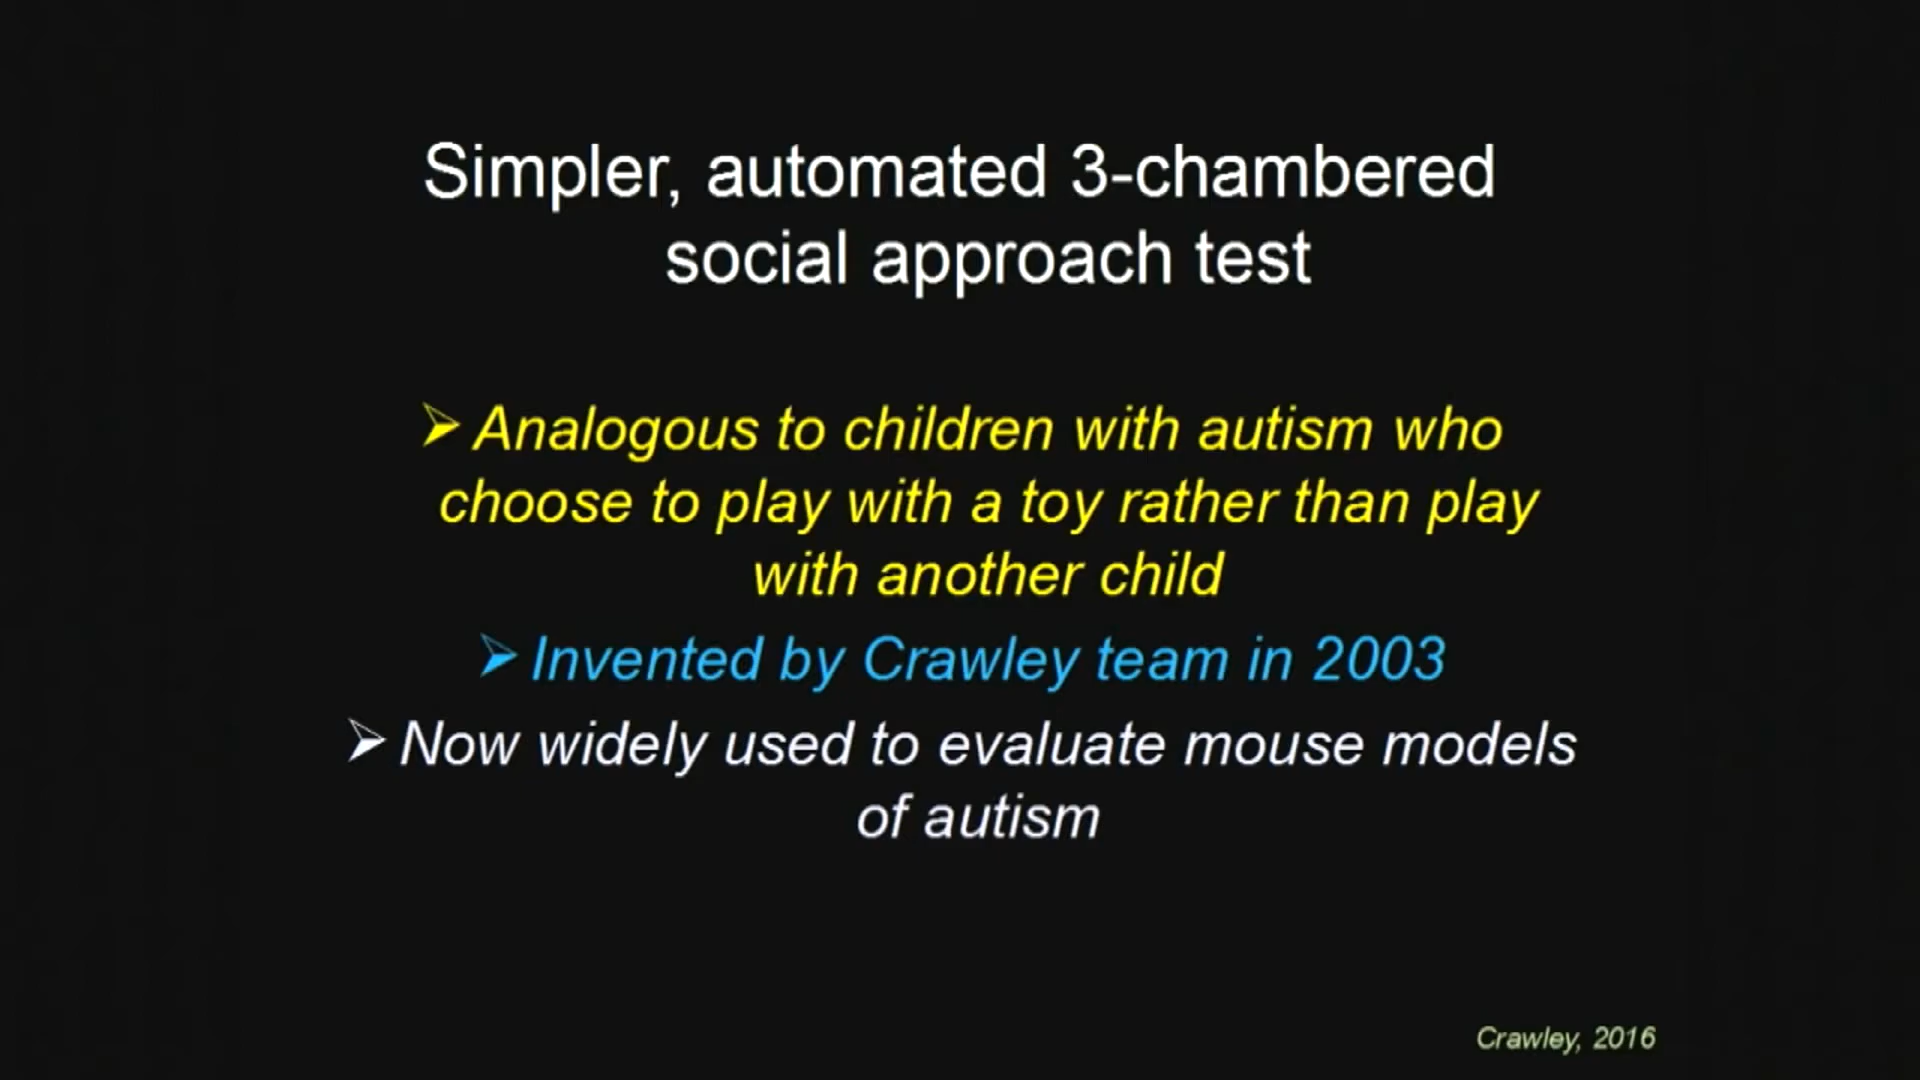 Simpler, automated 3-chambered
social approach test
➢ Analogous to children with autism who
choose to play with a toy rather than play
with another child
➢ Invented by Crawley team in 2003
➢ Now widely used to evaluate mouse models
of autism
Crawley, 2016